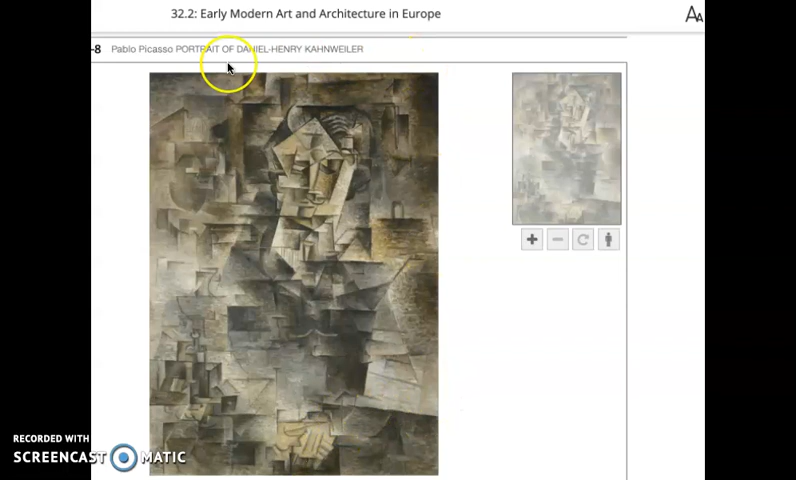 32.2: Early Modern Art and Architecture in Europe
AA
-8 Pablo Picasso PORTRAIT OF DANIEL-HENRY KAHNWEILER
RECORDED WITH
SCREENCAST MATIC